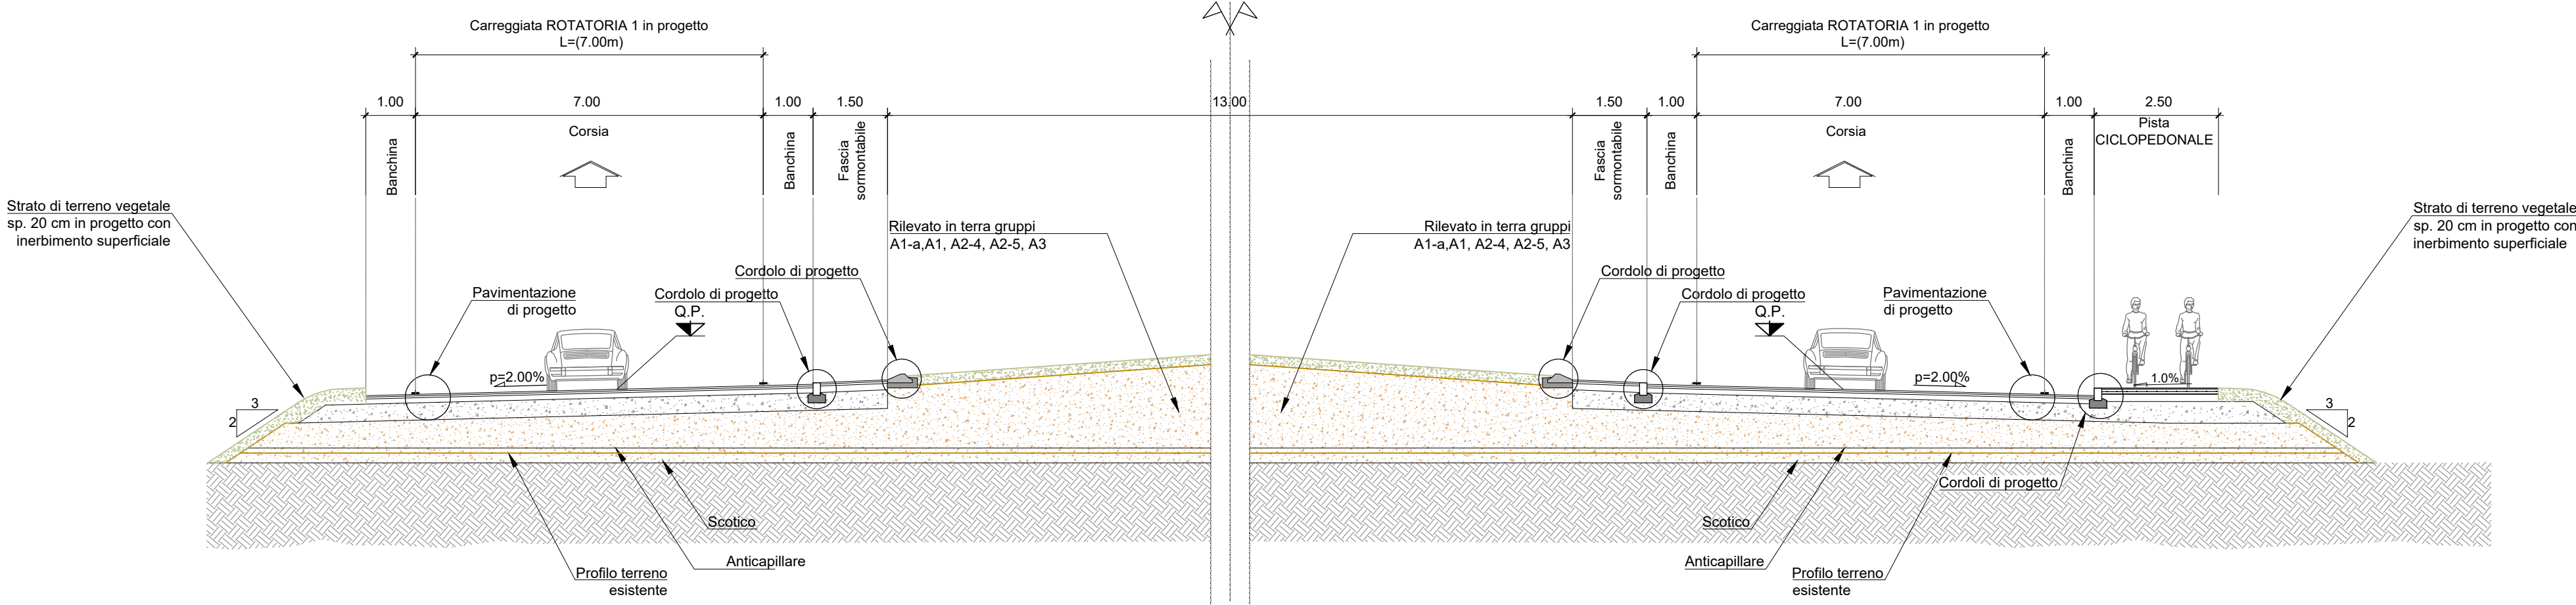 Carreggiata ROTATORIA 1 in progetto
L=(7.00m)
Carreggiata ROTATORIA 1 in progetto
L=(7.00m)
1.00
7.00
1.00
1.50
13.00
1.50
1.00
7.00
1.00
2.50
Banchina
Corsia
Banchina
Fascia
sormontabile
Fascia
sormontabile
Banchina
Corsia
Banchina
Pista
CICLOPEDONALE
Strato di terreno vegetale
sp. 20 cm in progetto con
inerbimento superficiale
Rilevato in terra gruppi
A1-a,A1, A2-4, A2-5, A3
Rilevato in terra gruppi
A1-a,A1, A2-4, A2-5, A3
Strato di terreno vegetale
sp. 20 cm in progetto con
inerbimento superficiale
Pavimentazione
di progetto
Cordolo di progetto
Cordolo di progetto
Q.P.
Cordolo di progetto
Cordolo di progetto
Q.P.
Pavimentazione
di progetto
p=2.00%
p=2.00%
1.0%
3
2
3
2
Cordoli di progetto
Scotico
Anticapillare
Profilo terreno
esistente
Scotico
Anticapillare
Profilo terreno
esistente